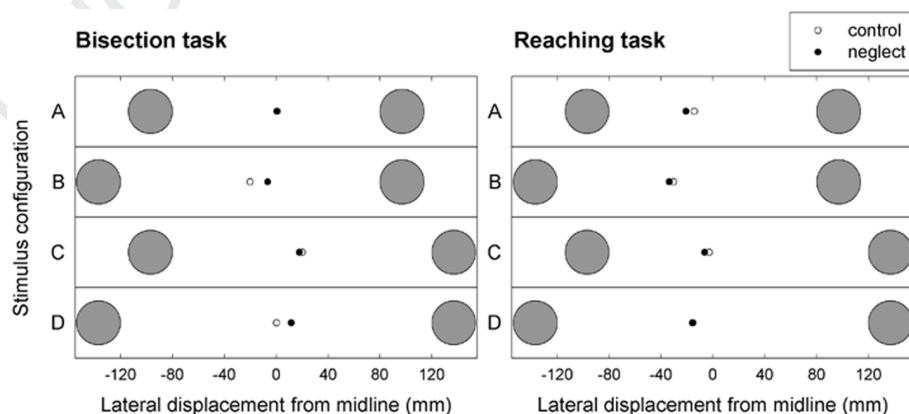 control
neglect
Bisection task
Reaching task
Stimulus configuration
A
B
C
D
A
B
C
D
-120 -80 -40 0 40 80 120
-120 -80 -40 0 40 80 120
Lateral displacement from midline (mm)
Lateral displacement from midline (mm)